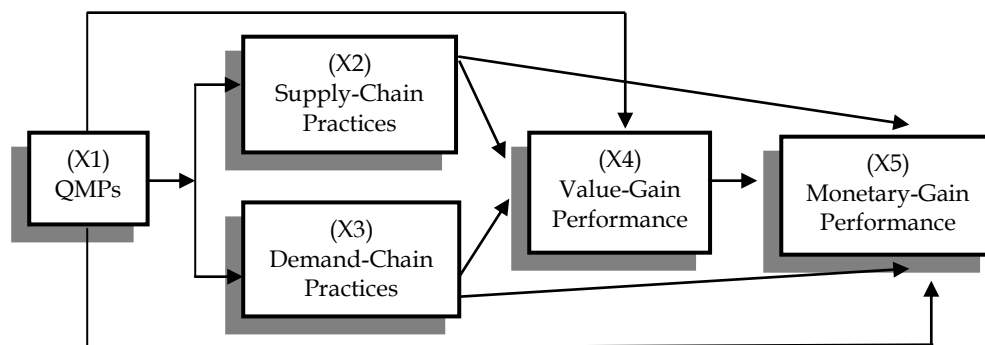 (X1)
QMPs
(X2)
Supply-Chain
Practices
(X3)
Demand-Chain
Practices
(X4)
Value-Gain
Performance
(X5)
Monetary-Gain
Performance